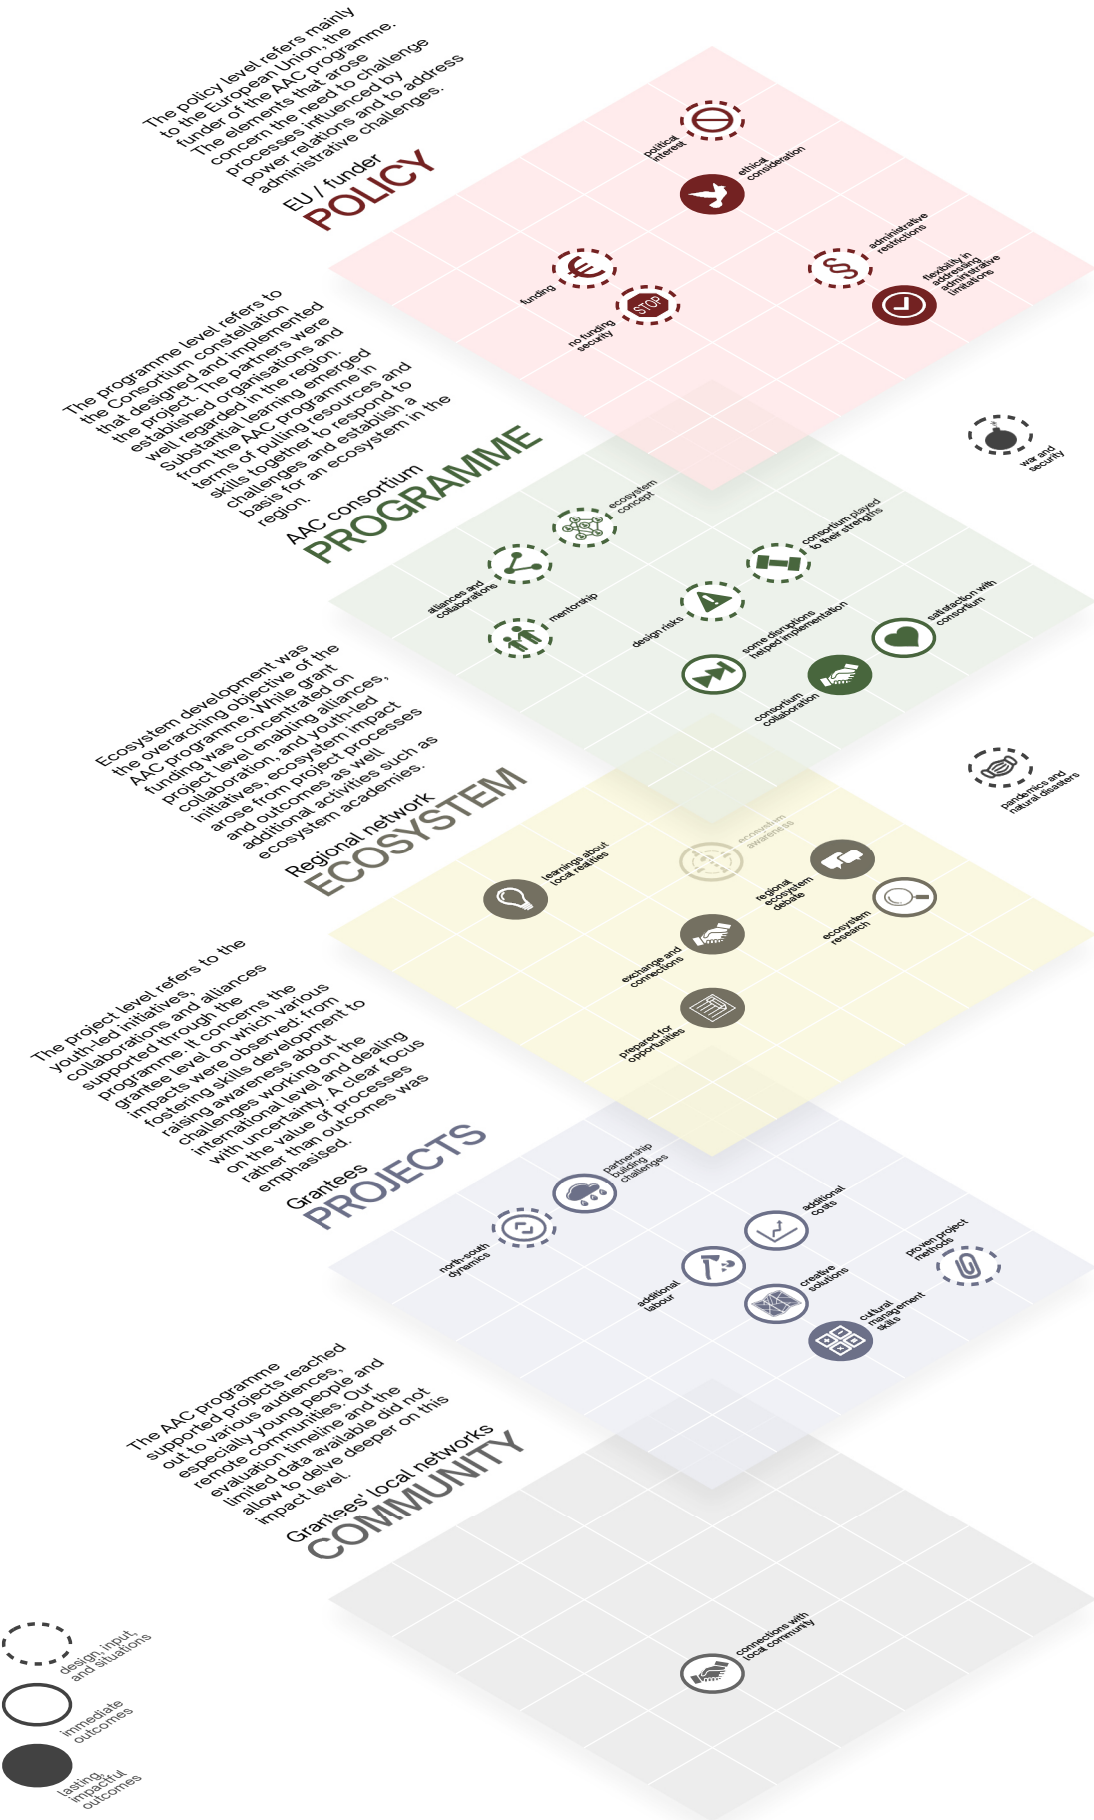 The policy level refers mainly
to the European Union, the
funder of the AAC programme.
The elements that arose
concern the need to challenge
processes influenced by
power relations and to address
administrative challenges.
EU / funder
POLICY
political
interest
ethical
consideration
funding
STOP
no funding
security
administrative
restrictions
flexibility in
addressing
administrative
limitations
The programme level refers to
the Consortium constellation
that designed and implemented
the project. The partners were
established organisations and
well regarded in the region.
Substantial learning emerged
from the AAC programme in
terms of pulling resources and
skills together to respond to
challenges and establish a
basis for an ecosystem in the
region.
AAC consortium
PROGRAMME
war and
security
ecosystem
concept
alliances and
collaborations
mentorship
consortium played
to their strengths
design risks
some disruptions
helped implementation
satisfaction with
consortium
consortium
collaboration
Ecosystem development was
the overarching objective of the
AAC programme. While grant
funding was concentrated on
project level enabling alliances,
collaboration, and youth-led
initiatives, ecosystem impact
arose from project processes
and outcomes as well
additional activities such as
ecosystem academies.
Regional network
ECOSYSTEM
pandemics and
natural disasters
learnings about
local realities
ecosystem
awareness
regional
ecosystem
debate
ecosystem
research
exchange and
connections
prepared for
opportunities
The project level refers to the
youth-led initiatives,
collaborations and alliances
supported through the
programme. It concerns the
grantee level on which various
impacts were observed: from
fostering skills development to
raising awareness about
challenges working on the
international level and dealing
with uncertainty. A clear focus
on the value of processes
rather than outcomes was
emphasised.
Grantees
PROJECTS
partnership
building
challenges
north-south
dynamics
additional
costs
additional
labour
creative
solutions
proven project
methods
cultural
management
skills
The AAC programme
supported projects reached
out to various audiences,
especially young people and
remote communities. Our
evaluation timeline and the
limited data available did not
allow to delve deeper on this
impact level.
Grantees' local networks
COMMUNITY
connections with
local community
design, input,
and situations
immediate
outcomes
lasting,
impactful
outcomes